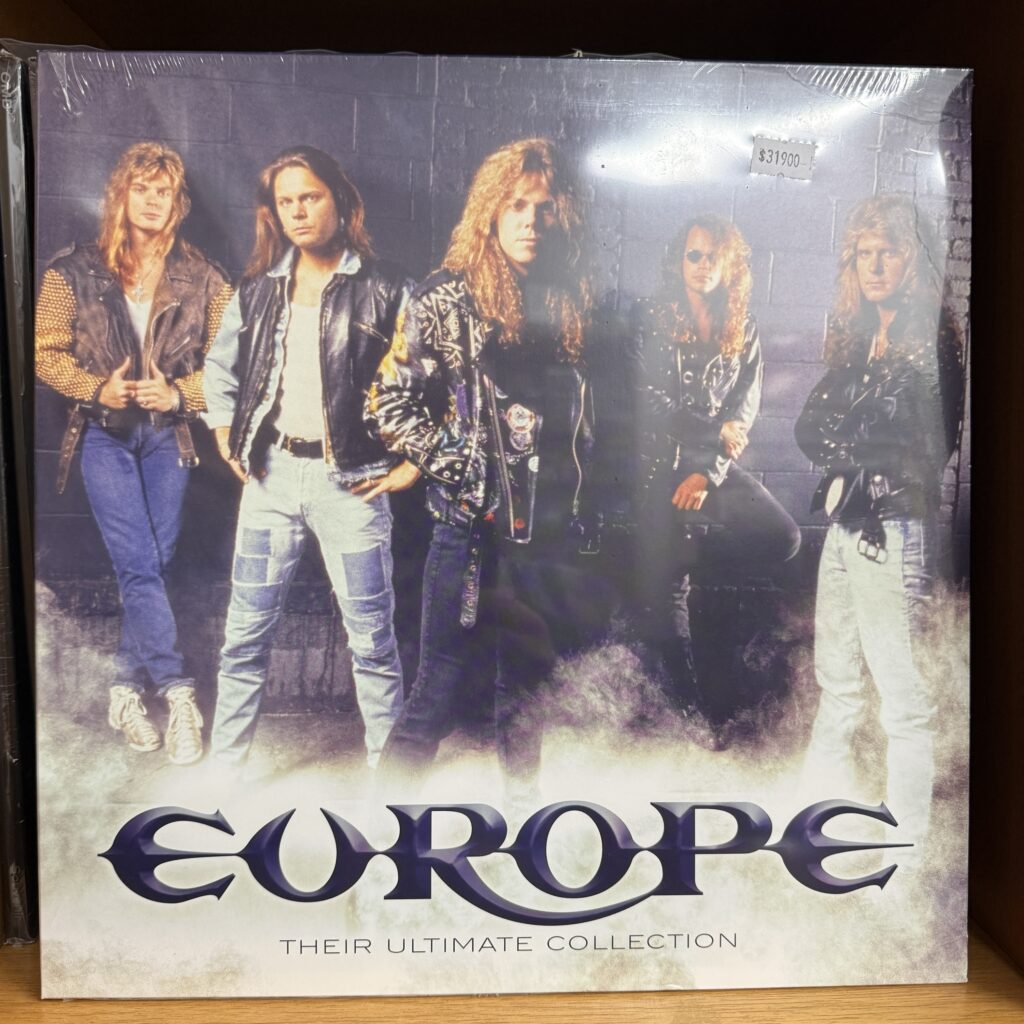 $31900-
EUROPE
THEIR ULTIMATE COLLECTION